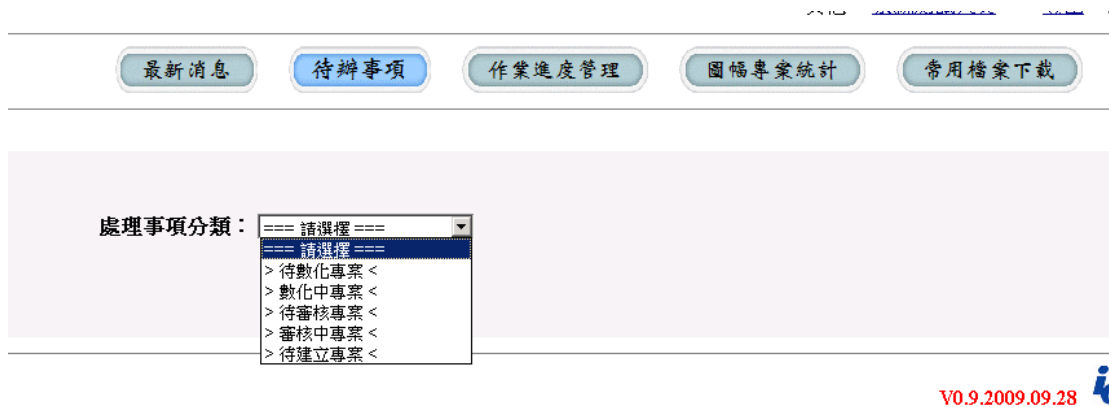 最新消息 待辦事項 作業進度管理 圖幅專案統計 常用檔案下載
處理事項分類： === 請選擇 ===
=== 請選擇 ===
> 待數化專案 <
> 數化中專案 <
> 待審核專案 <
> 審核中專案 <
> 待建立專案 <
V0.9.2009.09.28